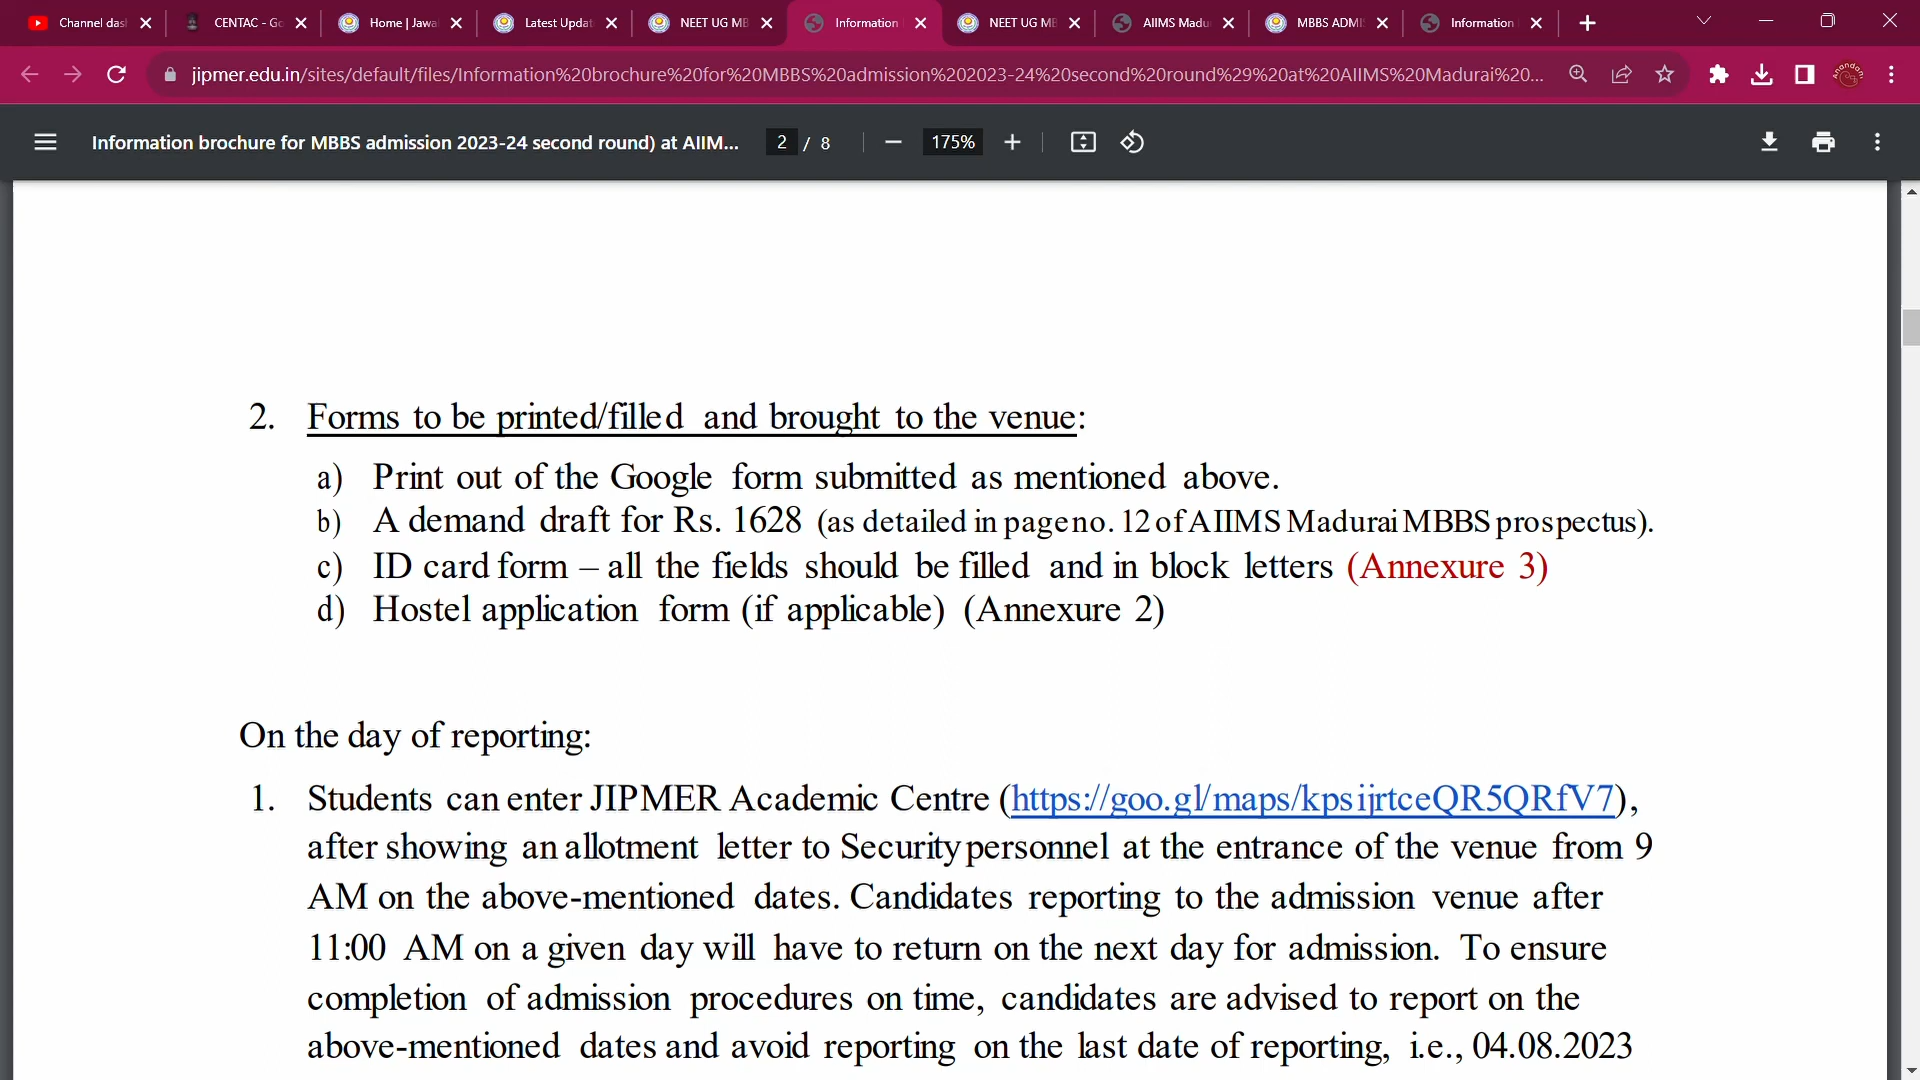 Channel das
CENTAC - Go
Home | Jawa
Latest Updat
NEET UG MB
Information
NEET UG MB
AIIMS Madu
MBBS ADMI
Information
jipmer.edu.in/sites/default/files/Information%20brochure%20for%20MBBS%20admission%202023-24%20second%20round%29%20at%20AIIMS%20Madurai%20...
Information brochure for MBBS admission 2023-24 second round) at AIIM...
2 / 8
175%
2. Forms to be printed/filled and brought to the venue:
a) Print out of the Google form submitted as mentioned above.
b) A demand draft for Rs. 1628 (as detailed in page no. 12 of AIIMS Madurai MBBS prospectus).
c) ID card form – all the fields should be filled and in block letters (Annexure 3)
d) Hostel application form (if applicable) (Annexure 2)
On the day of reporting:
1. Students can enter JIPMER Academic Centre (https://goo.gl/maps/kpsijrtceQR5QRfV7),
after showing an allotment letter to Security personnel at the entrance of the venue from 9
AM on the above-mentioned dates. Candidates reporting to the admission venue after
11:00 AM on a given day will have to return on the next day for admission. To ensure
completion of admission procedures on time, candidates are advised to report on the
above-mentioned dates and avoid reporting on the last date of reporting, i.e., 04.08.2023